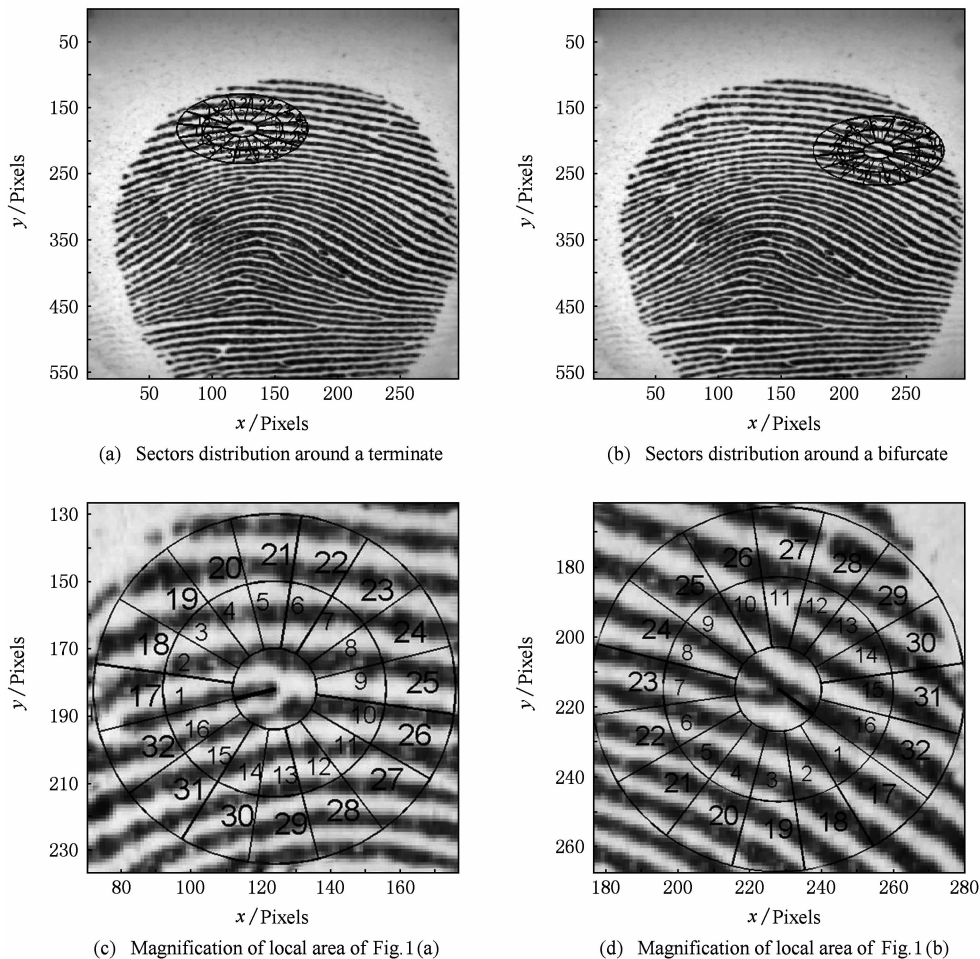 50
150
250
350
450
550
y/Pixels
50 100 150 200 250
x/Pixels
(a) Sectors distribution around a terminate
50
150
250
350
450
550
y/Pixels
50 100 150 200 250
x/Pixels
(b) Sectors distribution around a bifurcate
130
150
170
190
210
230
y/Pixels
21
20 22
19 23
5 6
4 7
18 3 8 24
2
17 1 9 25
10
32 16 11 26
15 12
14 13
31 27
30 28
29
80 100 120 140 160
x/Pixels
(c) Magnification of local area of Fig.1(a)
180
200
220
240
260
y/Pixels
27
26 28
25 29
10 11 12
24 9 13 30
8 14
23 7 15 31
6 16
22 5 1 32
4 3 2
21 17
20 18
19
180 200 220 240 260 280
x/Pixels
(d) Magnification of local area of Fig.1(b)